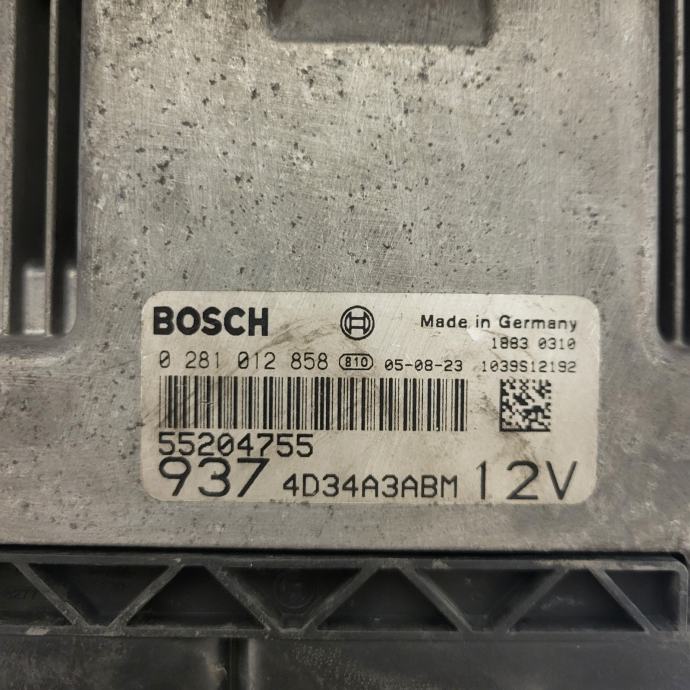 BOSCH Made in Germany
1883 0310
0 281 012 858 810 05-08-23 1039S12192
55204755
937 4D34A3ABM 12V